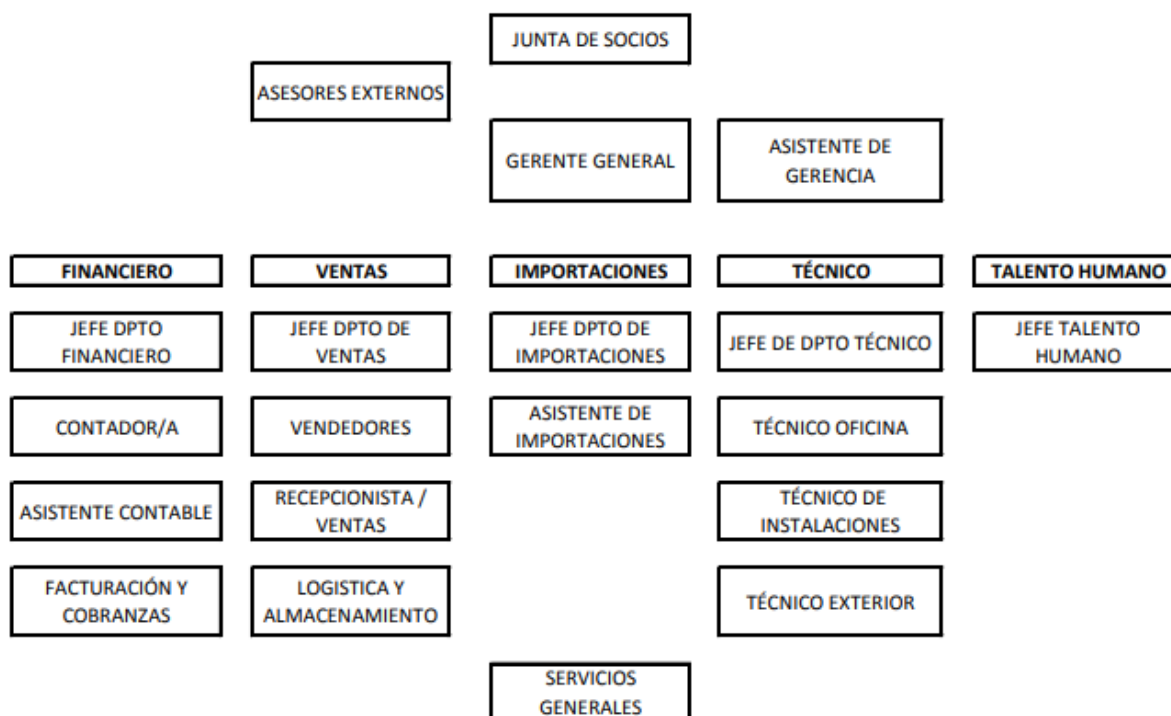 JUNTA DE SOCIOS
ASESORES EXTERNOS
GERENTE GENERAL
ASISTENTE DE
GERENCIA
FINANCIERO
VENTAS
IMPORTACIONES
TÉCNICO
TALENTO HUMANO
JEFE DPTO
FINANCIERO
JEFE DPTO DE
VENTAS
JEFE DPTO DE
IMPORTACIONES
JEFE DE DPTO TÉCNICO
JEFE TALENTO
HUMANO
CONTADOR/A
VENDEDORES
ASISTENTE DE
IMPORTACIONES
TÉCNICO OFICINA
ASISTENTE CONTABLE
RECEPCIONISTA /
VENTAS
TÉCNICO DE
INSTALACIONES
FACTURACIÓN Y
COBRANZAS
LOGISTICA Y
ALMACENAMIENTO
TÉCNICO EXTERIOR
SERVICIOS
GENERALES